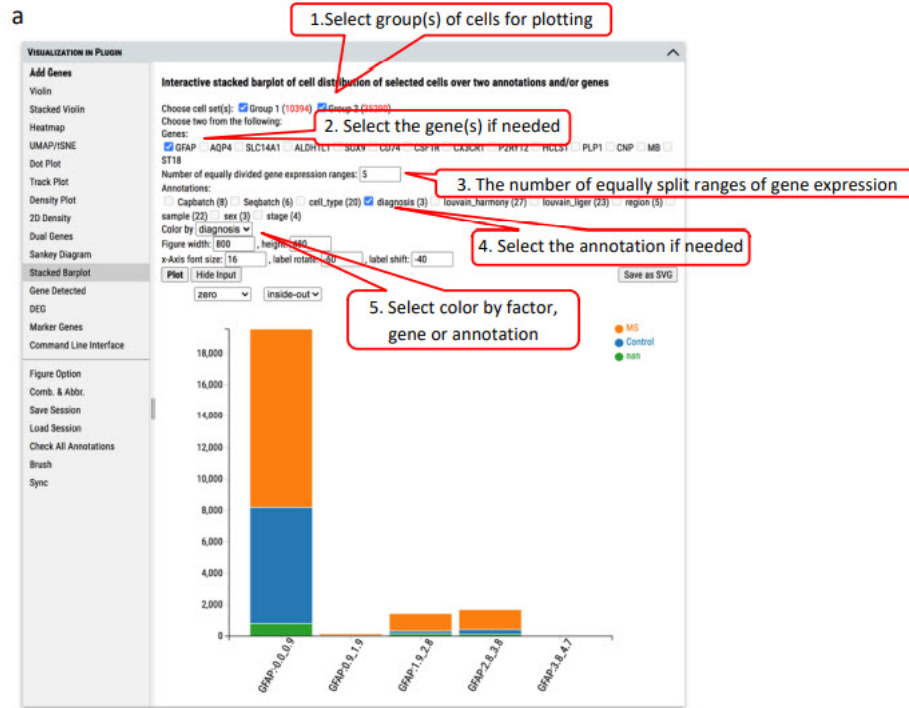 a
1.Select group(s) of cells for plotting
VISUALIZATION IN PLUGIN
Add Genes
Violin
Stacked Violin
Heatmap
UMAP/tSNE
Dot Plot
Track Plot
Density Plot
2D Density
Dual Genes
Sankey Diagram
Stacked Barplot
Gene Detected
DEG
Marker Genes
Command Line Interface
Figure Option
Comb. & Abbr.
Save Session
Load Session
Check All Annotations
Brush
Sync
Interactive stacked barplot of cell distribution of selected cells over two annotations and/or genes
Choose cell set(s): Group 1 (10394) Group 2
Choose two from the following:
2. Select the gene(s) if needed
Genes:
GFAP AQP4 SLC14A1 ALDH1L1 SOX9 CD74 CSF1R CX3CR1 P2RY12 HCLS1 PLP1 CNP MB
ST18
Number of equally divided gene expression ranges: 5
3. The number of equally split ranges of gene expression
Annotations:
Capbatch (8) Seqbatch (6) cell_type (20) diagnosis (3) louvain_harmony (27) louvain_liger (23) region (5)
sample (22) sex (3) stage (4)
Color by diagnosis
4. Select the annotation if needed
Figure width: 800 , height:
x-Axis font size: 16 , label rotate: , label shift: -40
Plot Hide Input Save as SVG
zero inside-out
5. Select color by factor,
gene or annotation
MS
Control
nan
18,000
16,000
14,000
12,000
10,000
8,000
6,000
4,000
2,000
0
GFAP:-0.0_0.9
GFAP:0.9_1.9
GFAP:1.9_2.8
GFAP:2.8_3.8
GFAP:3.8_4.7